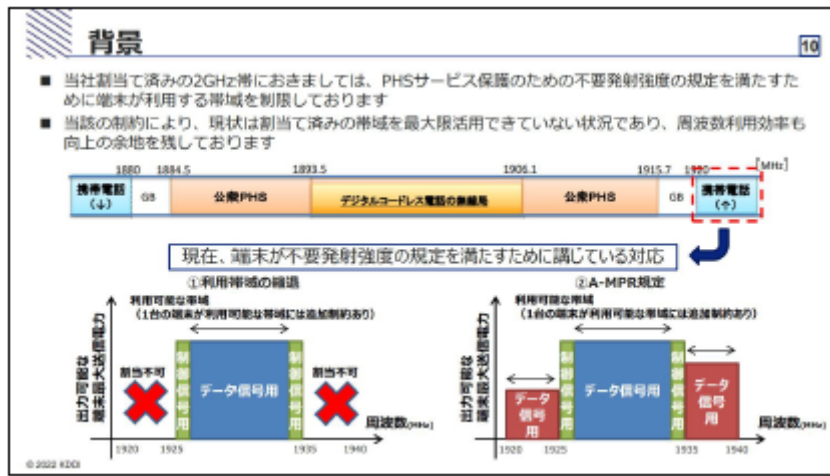 背景
10
■ 当社割当て済みの2GHz帯におきましては、PHSサービス保護のための不要発射強度の規定を満たすた
めに端末が利用する帯域を制限しております
■ 当該の制約により、現状は割当て済みの帯域を最大限活用できていない状況であり、周波数利用効率も
向上の余地を残しております
1880 1884.5 1893.5 1906.1 1915.7 1920 [MHz]
携帯電話
(↓)
GB
公衆PHS
デジタルコードレス電話の無線局
公衆PHS
GB
携帯電話
(↑)
現在、端末が不要発射強度の規定を満たすために講じている対応
①利用帯域の縮退
利用可能な帯域
(1台の端末が利用可能な帯域には追加制約あり)
出力可能な
端末最大送信電力
割当不可
制御信号用
データ信号用
制御信号用
割当不可
周波数(MHz)
1920 1925 1935 1940
②A-MPR規定
利用可能な帯域
(1台の端末が利用可能な帯域には追加制約あり)
出力可能な
端末最大送信電力
データ
信号
用
制御信号用
データ信号用
制御信号用
データ
信号
用
周波数(MHz)
1920 1925 1935 1940
© 2022 KDDI